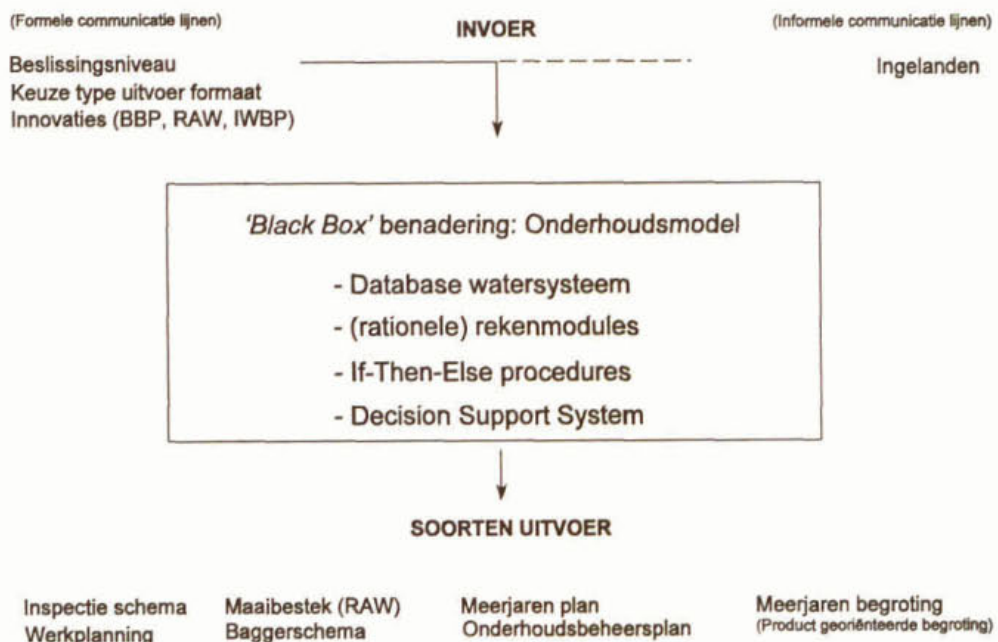 (Formele communicatie lijnen)
INVOER
(Informele communicatie lijnen)
Beslissingsniveau
Ingelanden
Keuze type uitvoer formaat
Innovaties (BBP, RAW, IWBP)
'Black Box' benadering: Onderhoudsmodel
- Database watersysteem
- (rationele) rekenmodules
- If-Then-Else procedures
- Decision Support System
SOORTEN UITVOER
Inspectie schema
Maaibestek (RAW)
Meerjaren plan
Meerjaren begroting
Werkplanning
Baggerschema
Onderhoudsbeheersplan
(Product georiënteerde begroting)